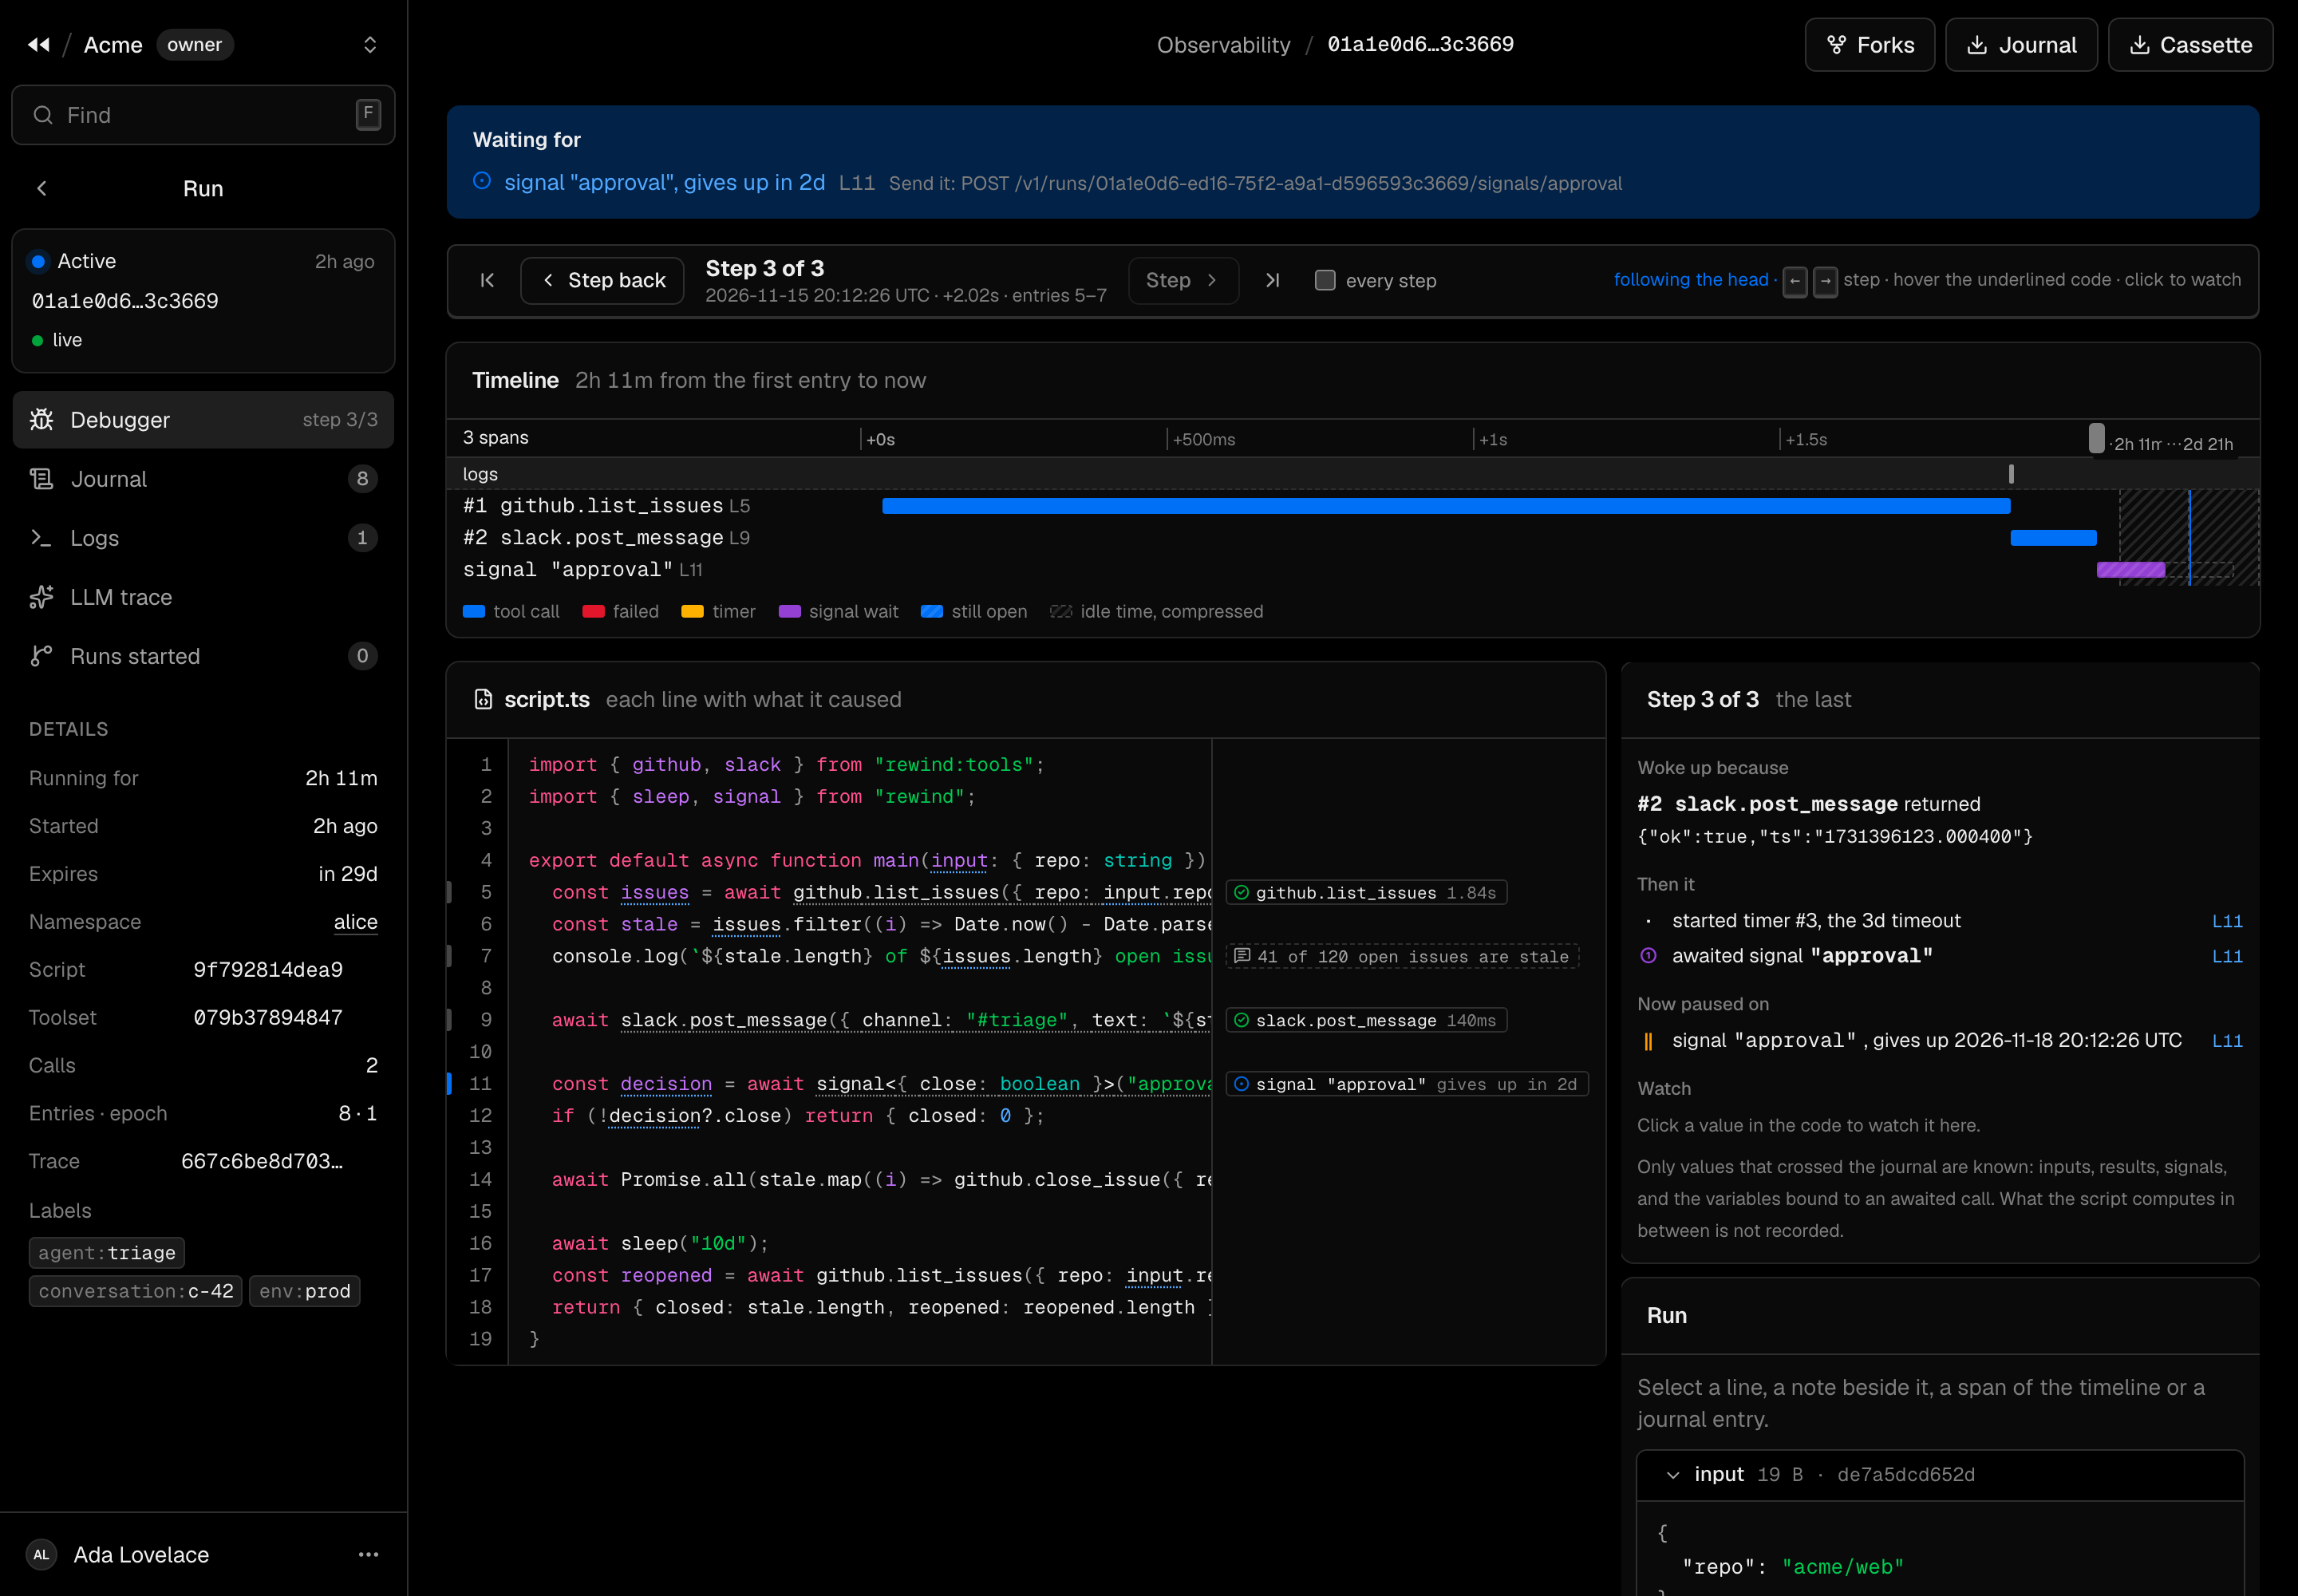 / Acme owner
Find F
Run
Active 2h ago
01a1e0d6…3c3669
live
Debugger step 3/3
Journal 8
Logs 1
LLM trace
Runs started 0
DETAILS
Running for 2h 11m
Started 2h ago
Expires in 29d
Namespace alice
Script 9f792814dea9
Toolset 079b37894847
Calls 2
Entries · epoch 8 · 1
Trace 667c6be8d703…
Labels
agent:triage
conversation:c-42 env:prod
AL Ada Lovelace
Observability / 01a1e0d6…3c3669
Forks Journal Cassette
Waiting for
signal "approval", gives up in 2d L11 Send it: POST /v1/runs/01a1e0d6-ed16-75f2-a9a1-d596593c3669/signals/approval
Step back
Step 3 of 3
2026-11-15 20:12:26 UTC · +2.02s · entries 5–7
Step
every step
following the head · ← → step · hover the underlined code · click to watch
Timeline 2h 11m from the first entry to now
3 spans +0s +500ms +1s +1.5s ·2h 11m ···2d 21h
logs
#1 github.list_issues L5
#2 slack.post_message L9
signal "approval" L11
tool call failed timer signal wait still open idle time, compressed
script.ts each line with what it caused
1 import { github, slack } from "rewind:tools";
2 import { sleep, signal } from "rewind";
3
4 export default async function main(input: { repo: string })
5 const issues = await github.list_issues({ repo: input.repo
github.list_issues 1.84s
6 const stale = issues.filter((i) => Date.now() - Date.parse
7 console.log(`${stale.length} of ${issues.length} open issu
41 of 120 open issues are stale
8
9 await slack.post_message({ channel: "#triage", text: `${st
slack.post_message 140ms
10
11 const decision = await signal<{ close: boolean }>("approva
signal "approval" gives up in 2d
12 if (!decision?.close) return { closed: 0 };
13
14 await Promise.all(stale.map((i) => github.close_issue({ re
15
16 await sleep("10d");
17 const reopened = await github.list_issues({ repo: input.re
18 return { closed: stale.length, reopened: reopened.length }
19 }
Step 3 of 3 the last
Woke up because
#2 slack.post_message returned
{"ok":true,"ts":"1731396123.000400"}
Then it
· started timer #3, the 3d timeout L11
awaited signal "approval" L11
Now paused on
signal "approval" , gives up 2026-11-18 20:12:26 UTC L11
Watch
Click a value in the code to watch it here.
Only values that crossed the journal are known: inputs, results, signals,
and the variables bound to an awaited call. What the script computes in
between is not recorded.
Run
Select a line, a note beside it, a span of the timeline or a
journal entry.
input 19 B · de7a5dcd652d
{
"repo": "acme/web"